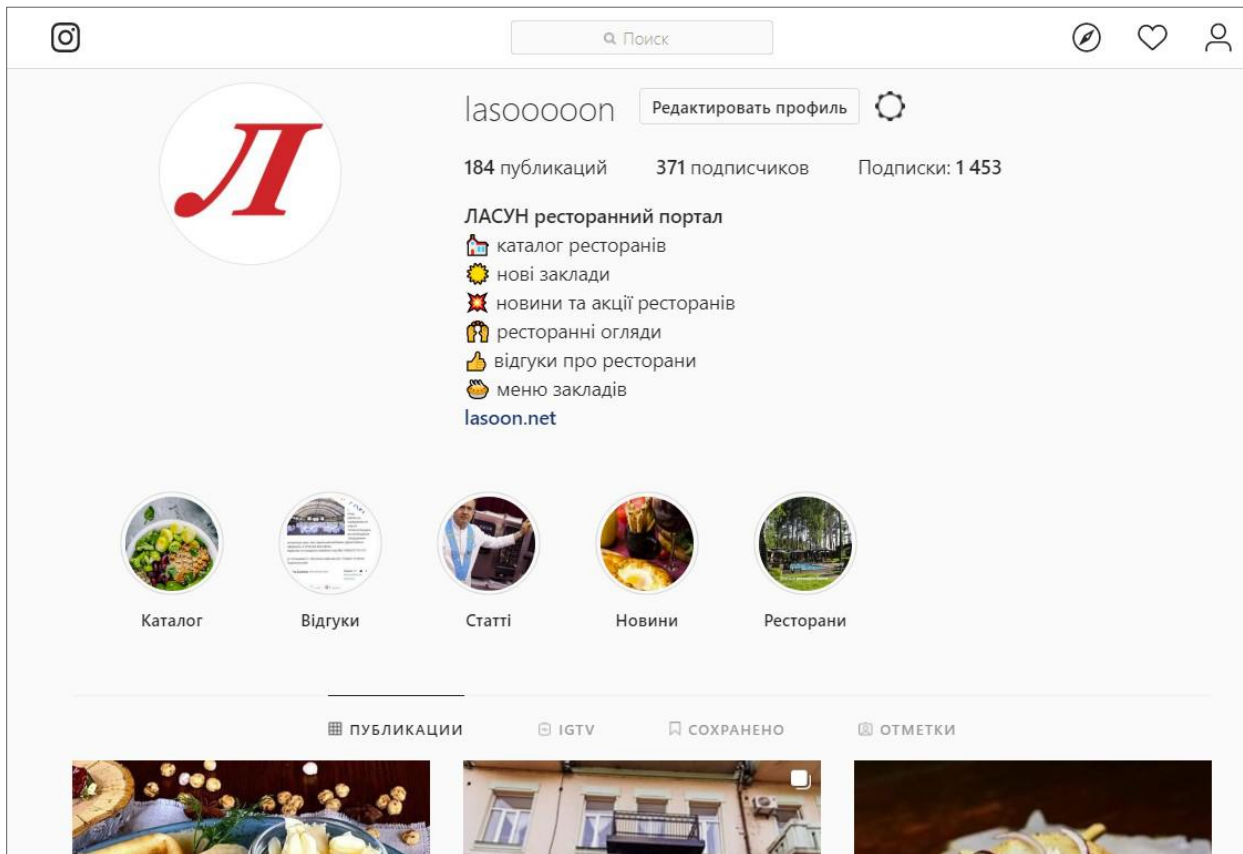 Поиск
Л
lasooooon Редактировать профиль
184 публикаций 371 подписчиков Подписки: 1 453
ЛАСУН ресторанний портал
каталог ресторанів
нові заклади
новини та акції ресторанів
ресторанні огляди
відгуки про ресторани
меню закладів
lasoon.net
Каталог Відгуки Статті Новини Ресторани
ПУБЛИКАЦИИ IGTV СОХРАНЕНО ОТМЕТКИ